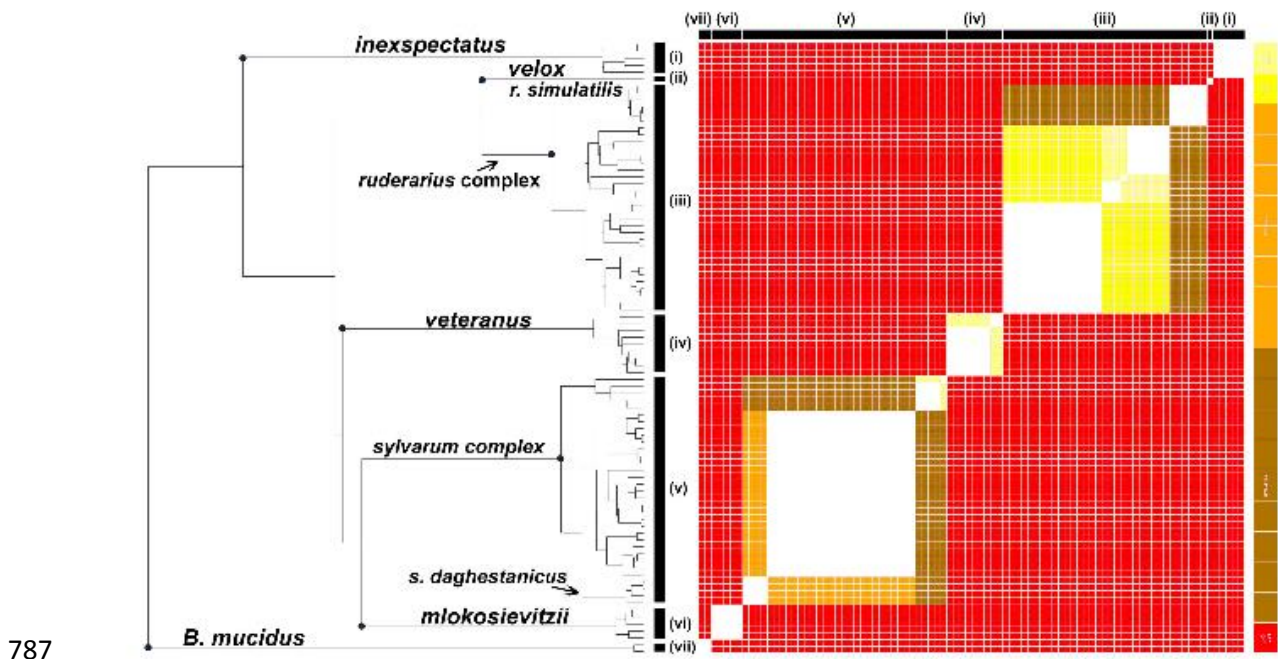 (vii) (vi) (v) (iv) (iii) (ii) (i)
inexspectatus
(i)
velox
(ii)
r. simulatilis
ruderarius complex
(iii)
veteranus
(iv)
sylvarum complex
(v)
s. daghestanicus
mlokosievitzii
(vi)
787
B. mucidus
(vii)